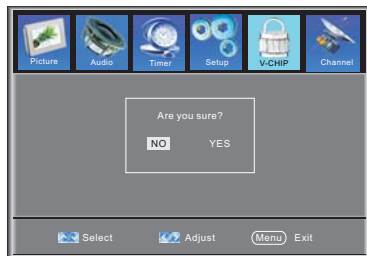 Picture Audio Timer Setup V-CHIP Channel
Are you sure?
NO YES
Select Adjust Menu Exit